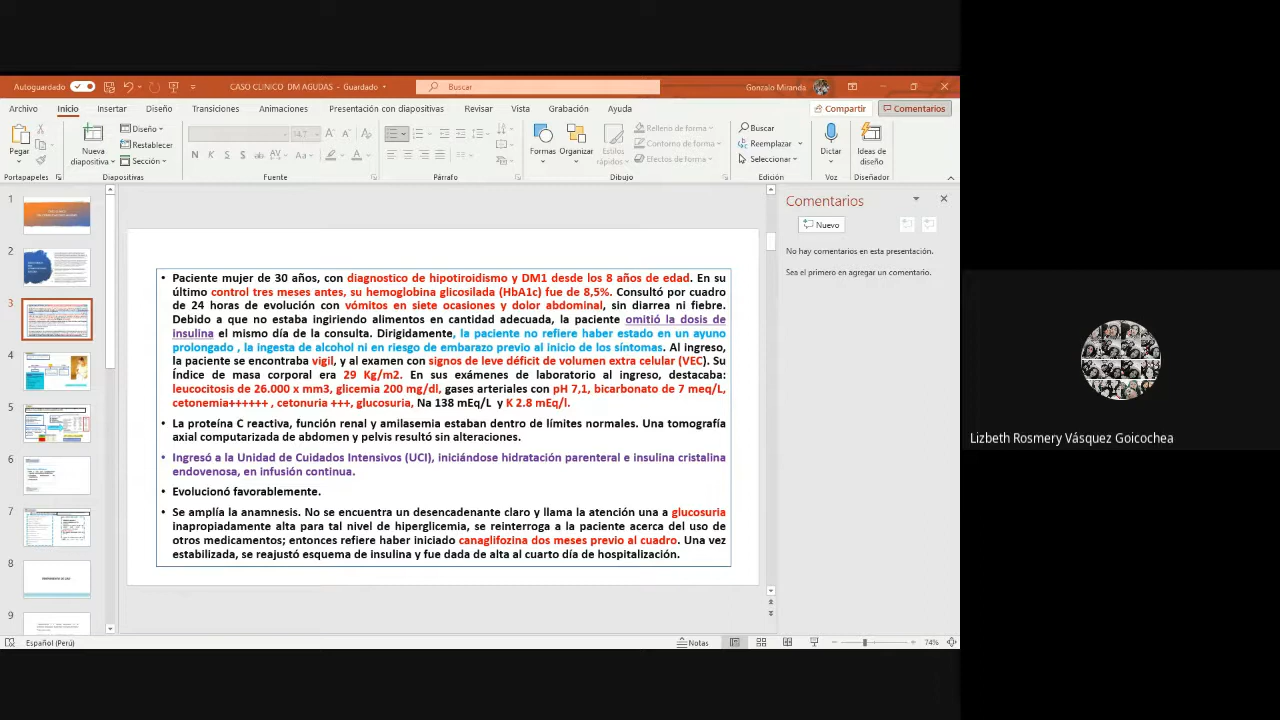 Autoguardado
CASO CLINICO DM AGUDAS - Guardado
Buscar
Gonzalo Miranda
Archivo Inicio Insertar Diseño Transiciones Animaciones Presentación con diapositivas Revisar Vista Grabación Ayuda Compartir Comentarios
Pegar
Portapapeles
Nueva
diapositiva
Diseño
Restablecer
Sección
Diapositivas
14.7
N K S S ab AV Aa A
Fuente
Párrafo
Formas
Organizar
Estilos
rápidos
Relleno de forma
Contorno de forma
Efectos de forma
Dibujo
Buscar
Reemplazar
Seleccionar
Edición
Dictar
Voz
Ideas de
diseño
Diseñador
1
2
3
4
5
6
7
8
9
• Paciente mujer de 30 años, con diagnostico de hipotiroidismo y DM1 desde los 8 años de edad. En su
último control tres meses antes, su hemoglobina glicosilada (HbA1c) fue de 8,5%. Consultó por cuadro
de 24 horas de evolución con vómitos en siete ocasiones y dolor abdominal, sin diarrea ni fiebre.
Debido a que no estaba ingiriendo alimentos en cantidad adecuada, la paciente omitió la dosis de
insulina el mismo día de la consulta. Dirigidamente, la paciente no refiere haber estado en un ayuno
prolongado , la ingesta de alcohol ni en riesgo de embarazo previo al inicio de los síntomas. Al ingreso,
la paciente se encontraba vigil, y al examen con signos de leve déficit de volumen extra celular (VEC). Su
Índice de masa corporal era 29 Kg/m2. En sus exámenes de laboratorio al ingreso, destacaba:
leucocitosis de 26.000 x mm3, glicemia 200 mg/dl, gases arteriales con pH 7,1, bicarbonato de 7 meq/L,
cetonemia++++++ , cetonuria +++, glucosuria, Na 138 mEq/L y K 2.8 mEq/l.
• La proteína C reactiva, función renal y amilasemia estaban dentro de límites normales. Una tomografía
axial computarizada de abdomen y pelvis resultó sin alteraciones.
• Ingresó a la Unidad de Cuidados Intensivos (UCI), iniciándose hidratación parenteral e insulina cristalina
endovenosa, en infusión continua.
• Evolucionó favorablemente.
• Se amplía la anamnesis. No se encuentra un desencadenante claro y llama la atención una a glucosuria
inapropiadamente alta para tal nivel de hiperglicemia, se reinterroga a la paciente acerca del uso de
otros medicamentos; entonces refiere haber iniciado canaglifozina dos meses previo al cuadro. Una vez
estabilizada, se reajustó esquema de insulina y fue dada de alta al cuarto día de hospitalización.
Comentarios
Nuevo
No hay comentarios en esta presentación.
Sea el primero en agregar un comentario.
Lizbeth Rosmery Vásquez Goicochea
Español (Perú)
Notas
74%